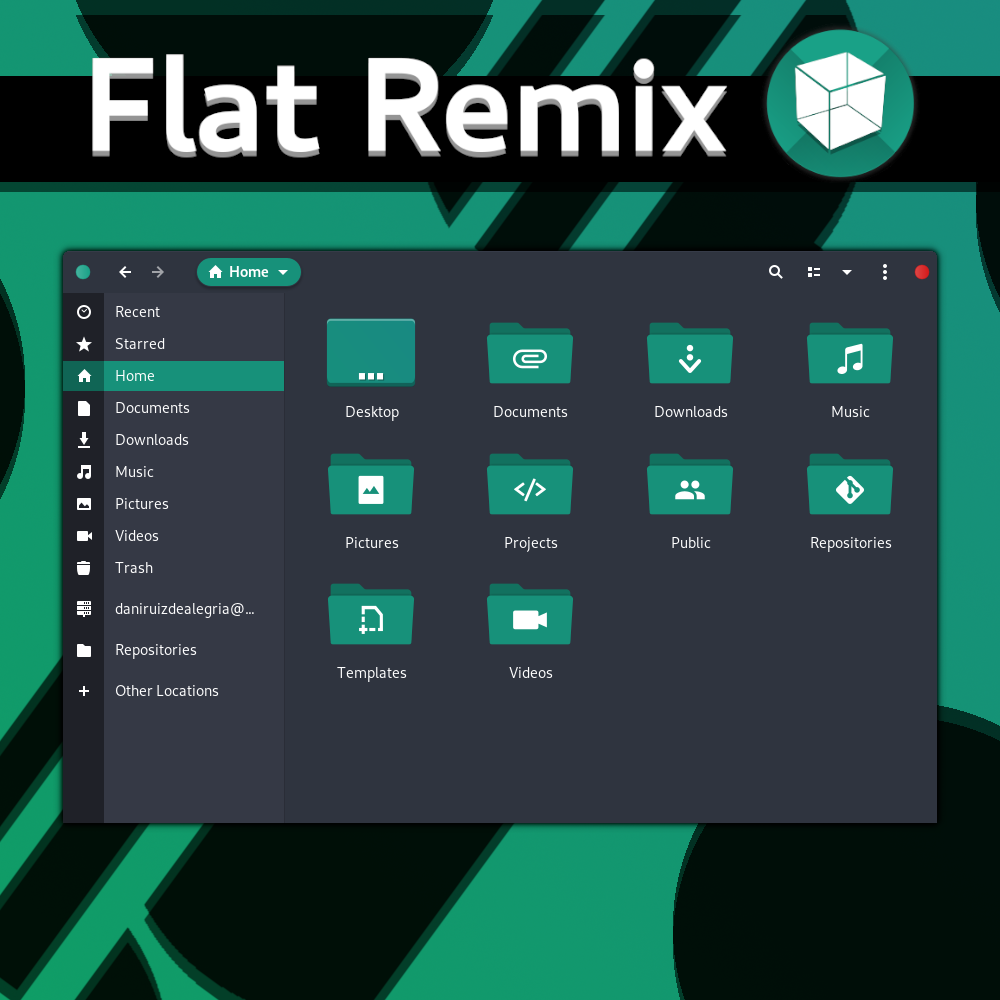 Flat Remix
Home
Recent
Starred
Home
Documents
Downloads
Music
Pictures
Videos
Trash
daniruizdealegria@...
Repositories
Other Locations
Desktop
Documents
Downloads
Music
Pictures
Projects
Public
Repositories
Templates
Videos